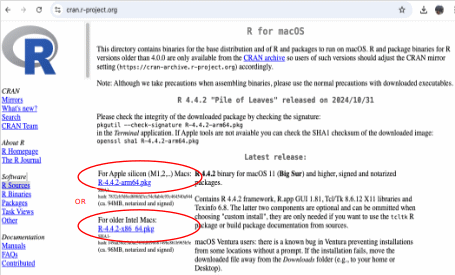 cran.r-project.org
R
CRAN
Mirrors
What's new?
Search
CRAN Team
About R
R Homepage
The R Journal
Software
R Sources
R Binaries
Packages
Task Views
Other
Documentation
Manuals
FAQs
Contributed
R for macOS
This directory contains binaries for the base distribution and of R and packages to run on macOS. R and package binaries for R
versions older than 4.0.0 are only available from the CRAN archive so users of such versions should adjust the CRAN mirror
setting (https://cran-archive.r-project.org) accordingly.
Note: Although we take precautions when assembling binaries, please use the normal precautions with downloaded executables.
R 4.4.2 "Pile of Leaves" released on 2024/10/31
Please check the integrity of the downloaded package by checking the signature:
pkgutil --check-signature R-4.4.2-arm64.pkg
in the Terminal application. If Apple tools are not avaiable you can check the SHA1 checksum of the downloaded image:
openssl sha1 R-4.4.2-arm64.pkg
Latest release:
For Apple silicon (M1,2,..) Macs:
R-4.4.2-arm64.pkg
(ca. 94MB, notarized and signed)
OR
For older Intel Macs:
R-4.4.2-x86_64.pkg
(ca. 96MB, notarized and signed)
R 4.4.2 binary for macOS 11 (Big Sur) and higher, signed and notarized
packages.
Contains R 4.4.2 framework, R.app GUI 1.81, Tcl/Tk 8.6.12 X11 libraries and
Texinfo 6.8. The latter two components are optional and can be ommitted when
choosing "custom install", they are only needed if you want to use the tcltk R
package or build package documentation from sources.
macOS Ventura users: there is a known bug in Ventura preventing installations
from some locations without a prompt. If the installation fails, move the
downloaded file away from the Downloads folder (e.g., to your home or
Desktop).